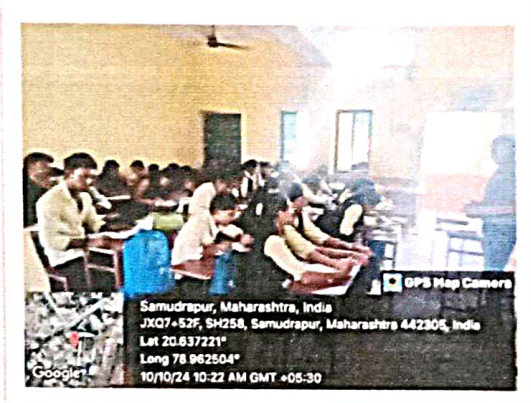 GPS Map Camera
Samudrapur, Maharashtra, India
JXQ7+52F, SH258, Samudrapur, Maharashtra 442305, India
Lat 20.637221°
Long 78.962504°
10/10/24 10:22 AM GMT +05:30
Google